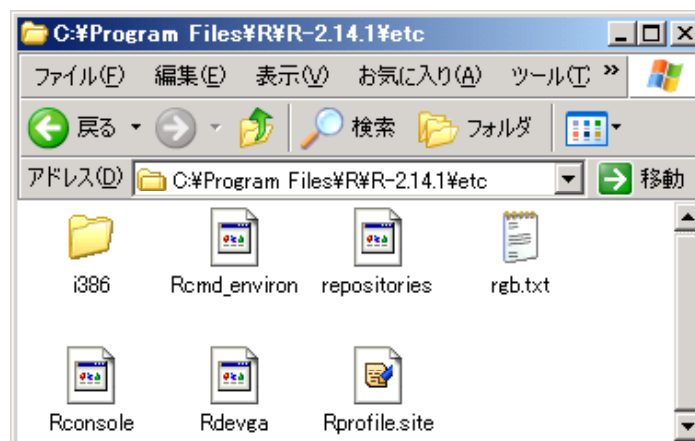 C:¥Program Files¥R¥R-2.14.1¥etc
ファイル(F) 編集(E) 表示(V) お気に入り(A) ツール(T) »
戻る 検索 フォルダ
アドレス(D) C:¥Program Files¥R¥R-2.14.1¥etc 移動
i386 Rcmd_environ repositories rgb.txt
Rconsole Rdevga Rprofile.site